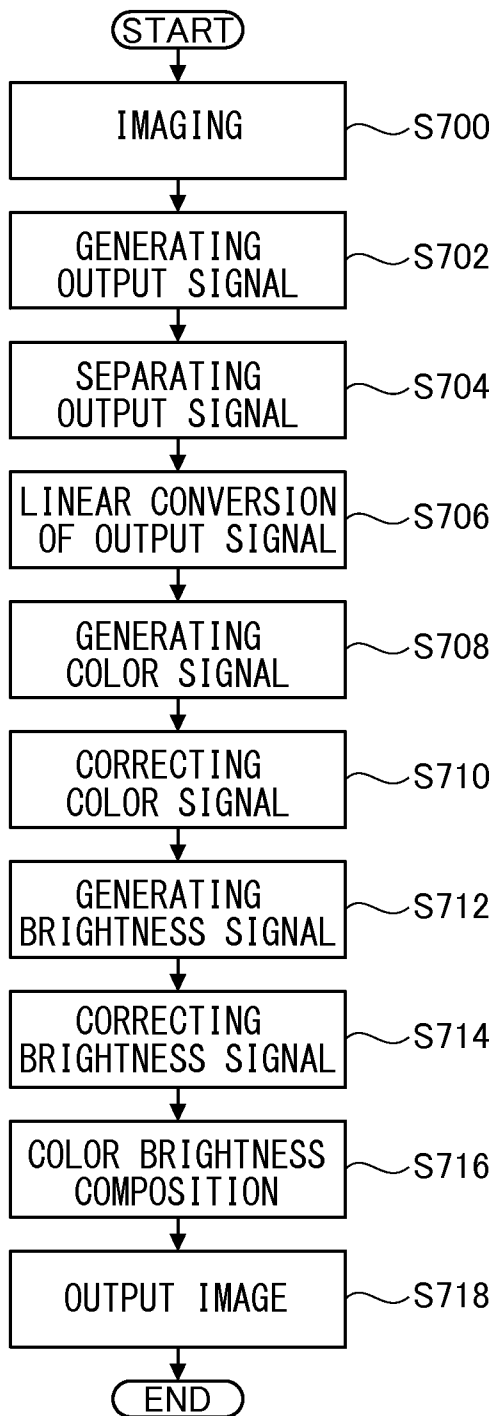 START
IMAGING
S700
GENERATING
OUTPUT SIGNAL
S702
SEPARATING
OUTPUT SIGNAL
S704
LINEAR CONVERSION
OF OUTPUT SIGNAL
S706
GENERATING
COLOR SIGNAL
S708
CORRECTING
COLOR SIGNAL
S710
GENERATING
BRIGHTNESS SIGNAL
S712
CORRECTING
BRIGHTNESS SIGNAL
S714
COLOR BRIGHTNESS
COMPOSITION
S716
OUTPUT IMAGE
S718
END